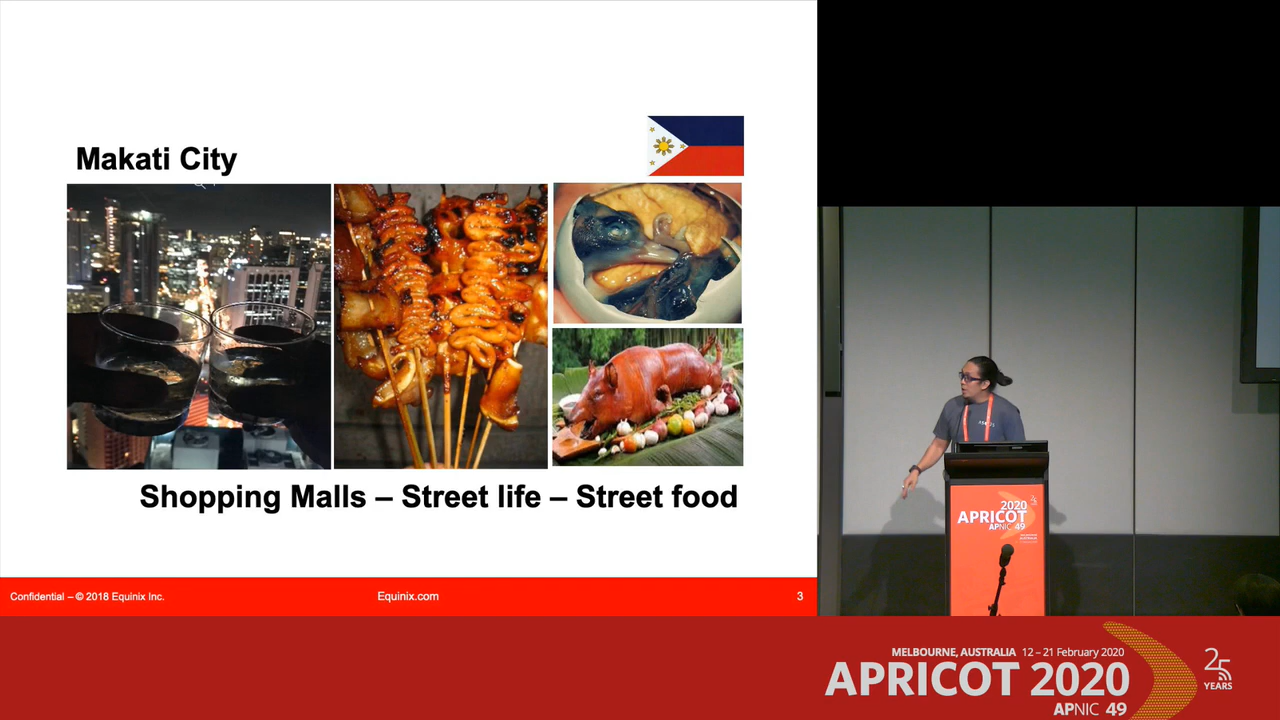 Makati City
Shopping Malls – Street life – Street food
Confidential – © 2018 Equinix Inc.
Equinix.com
3
2020
APRICOT
APNIC 49
MELBOURNE, AUSTRALIA 12 – 21 February 2020
APRICOT 2020
APNIC 49
25
YEARS